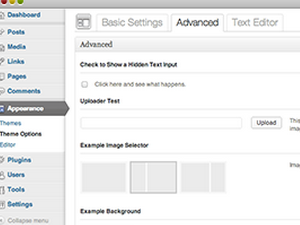 Dashboard
Posts
Media
Links
Pages
Comments
Appearance
Themes
Theme Options
Editor
Plugins
Users
Tools
Settings
Collapse menu
Basic Settings
Advanced
Text Editor
Advanced
Check to Show a Hidden Text Input
Click here and see what happens.
Uploader Test
Upload
This
Example Image Selector
Example Background